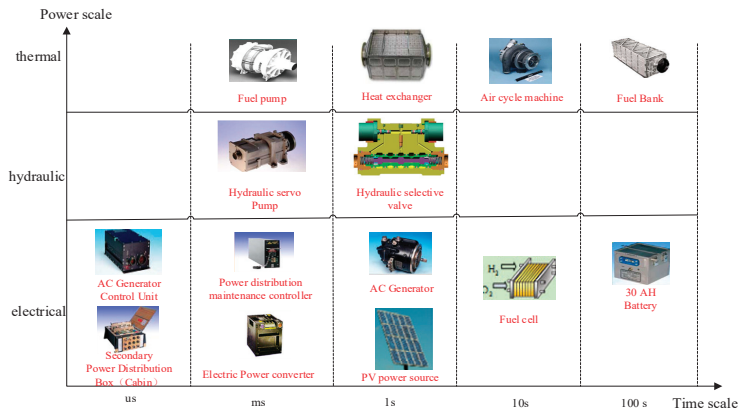 Power scale
thermal
Fuel pump
Heat exchanger
Air cycle machine
Fuel Bank
hydraulic
Hydraulic servo
Pump
Hydraulic selective
valve
electrical
AC Generator
Control Unit
Power distribution
maintenance controller
AC Generator
H2
O2
Fuel cell
30 AH
Battery
Secondary
Power Distribution
Box（Cabin）
Electric Power converter
PV power source
us
ms
1s
10s
100 s
Time scale